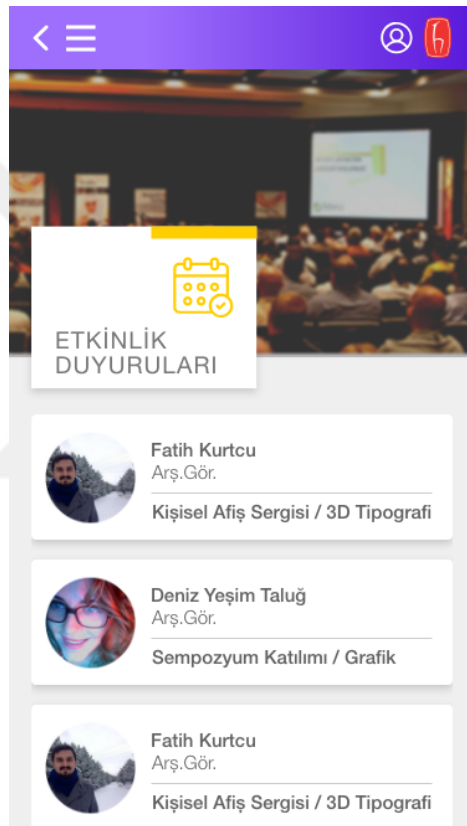 ETKİNLİK
DUYURULARI
Fatih Kurtcu
Arş.Gör.
Kişisel Afiş Sergisi / 3D Tipografi
Deniz Yeşim Taluğ
Arş.Gör.
Sempozyum Katılımı / Grafik
Fatih Kurtcu
Arş.Gör.
Kişisel Afiş Sergisi / 3D Tipografi